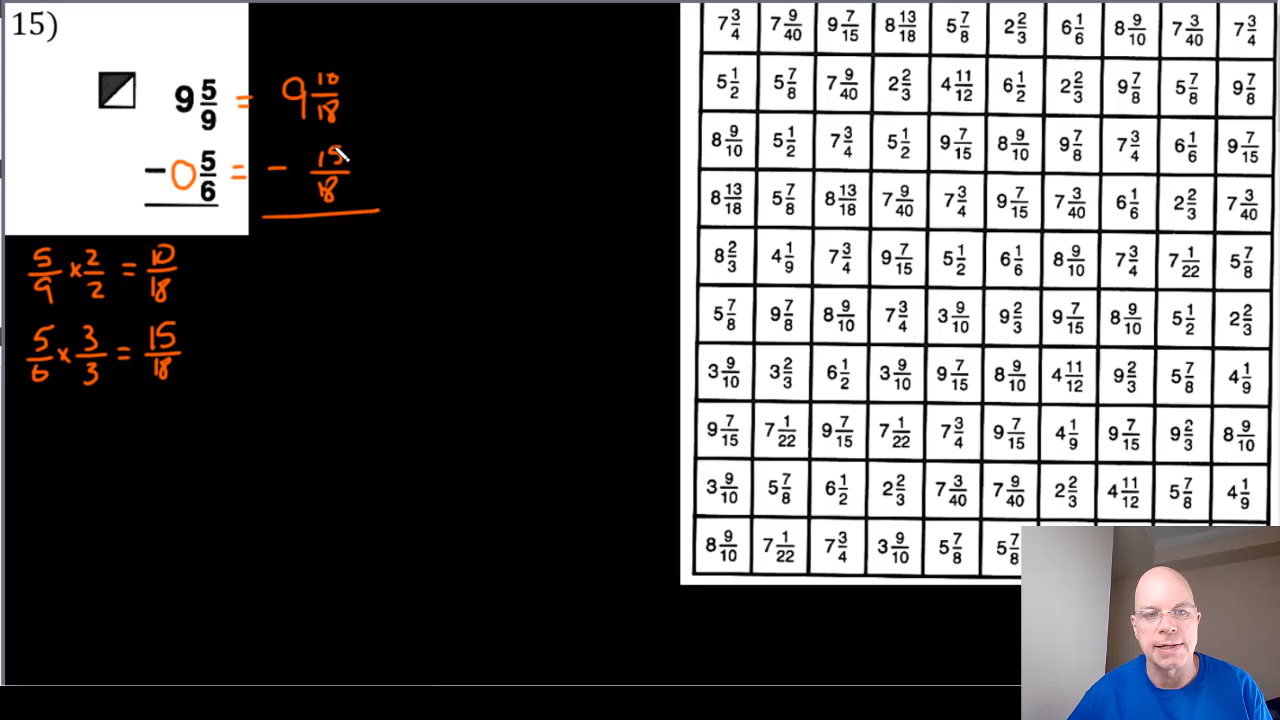 15)
9 5/9 = 9 10/18
- 0 5/6 = - 15/18
5/9 × 2/2 = 10/18
5/6 × 3/3 = 15/18
7 3/4 7 9/40 9 7/15 8 13/18 5 7/8 2 2/3 6 1/6 8 9/10 7 3/40 7 3/4
5 1/2 5 7/8 7 9/40 2 2/3 4 11/12 6 1/2 2 2/3 9 7/8 5 7/8 9 7/8
8 9/10 5 1/2 7 3/4 5 1/2 9 7/15 8 9/10 9 7/8 7 3/4 6 1/6 9 7/15
8 13/18 5 7/8 8 13/18 7 9/40 7 3/4 9 7/15 7 3/40 6 1/6 2 2/3 7 3/40
8 2/3 4 1/9 7 3/4 9 7/15 5 1/2 6 1/6 8 9/10 7 3/4 7 1/22 5 7/8
5 7/8 9 7/8 8 9/10 7 3/4 3 9/10 9 2/3 9 7/15 8 9/10 5 1/2 2 2/3
3 9/10 3 2/3 6 1/2 3 9/10 9 7/15 8 9/10 4 11/12 9 2/3 5 7/8 4 1/9
9 7/15 7 1/22 9 7/15 7 1/22 7 3/4 9 7/15 4 1/9 9 7/15 9 2/3 8 9/10
3 9/10 5 7/8 6 1/2 2 2/3 7 3/40 7 9/40 2 2/3 4 11/12 5 7/8 4 1/9
8 9/10 7 1/22 7 3/4 3 9/10 5 7/8 5 7/8